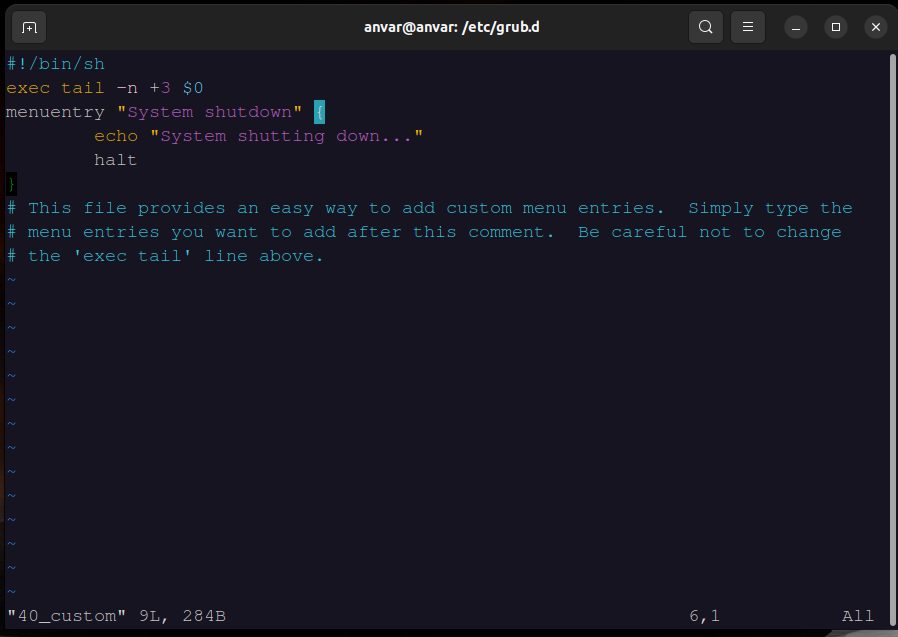 anvar@anvar: /etc/grub.d
#!/bin/sh
exec tail -n +3 $0
menuentry "System shutdown" {
        echo "System shutting down..."
        halt
}
# This file provides an easy way to add custom menu entries.  Simply type the
# menu entries you want to add after this comment.  Be careful not to change
# the 'exec tail' line above.
~
~
~
~
~
~
~
~
~
~
~
~
~
~
"40_custom" 9L, 284B 6,1 All